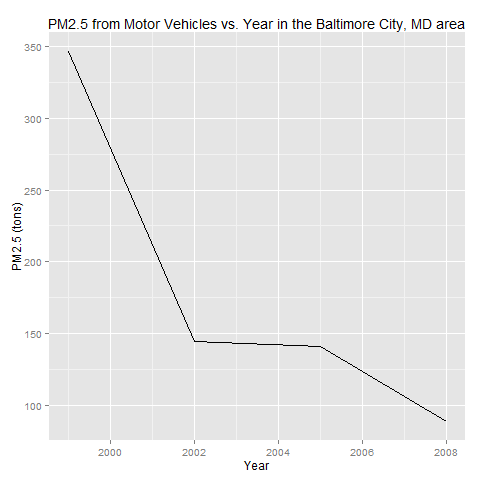 PM2.5 from Motor Vehicles vs. Year in the Baltimore City, MD area
350
300
250
200
150
100
PM2.5 (tons)
2000 2002 2004 2006 2008
Year